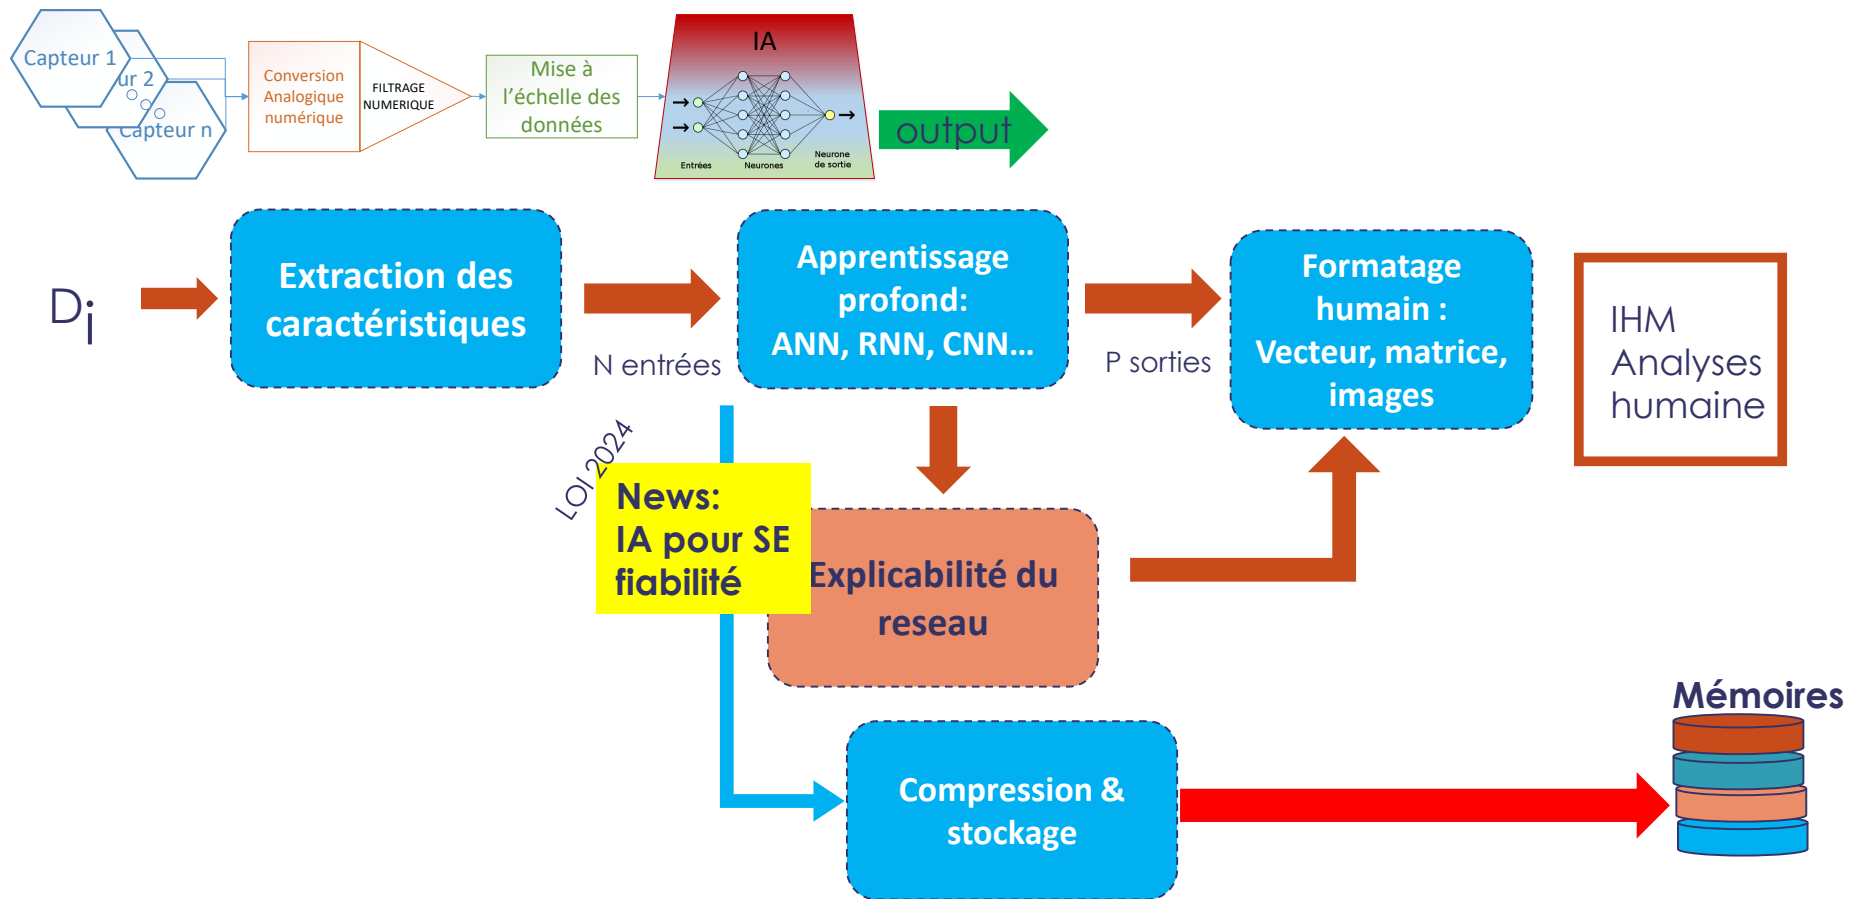 Capteur 1
ur 2
Capteur n
Conversion
Analogique
numérique
FILTRAGE
NUMERIQUE
Mise à
l'échelle des
données
IA
Entrées
Neurones
Neurone
de sortie
output
Di
Extraction des
caractéristiques
N entrées
Apprentissage
profond:
ANN, RNN, CNN...
P sorties
Formatage
humain :
Vecteur, matrice,
images
IHM
Analyses
humaine
LOI 2024
News:
IA pour SE
fiabilité
Explicabilité du
reseau
Compression &
stockage
Mémoires